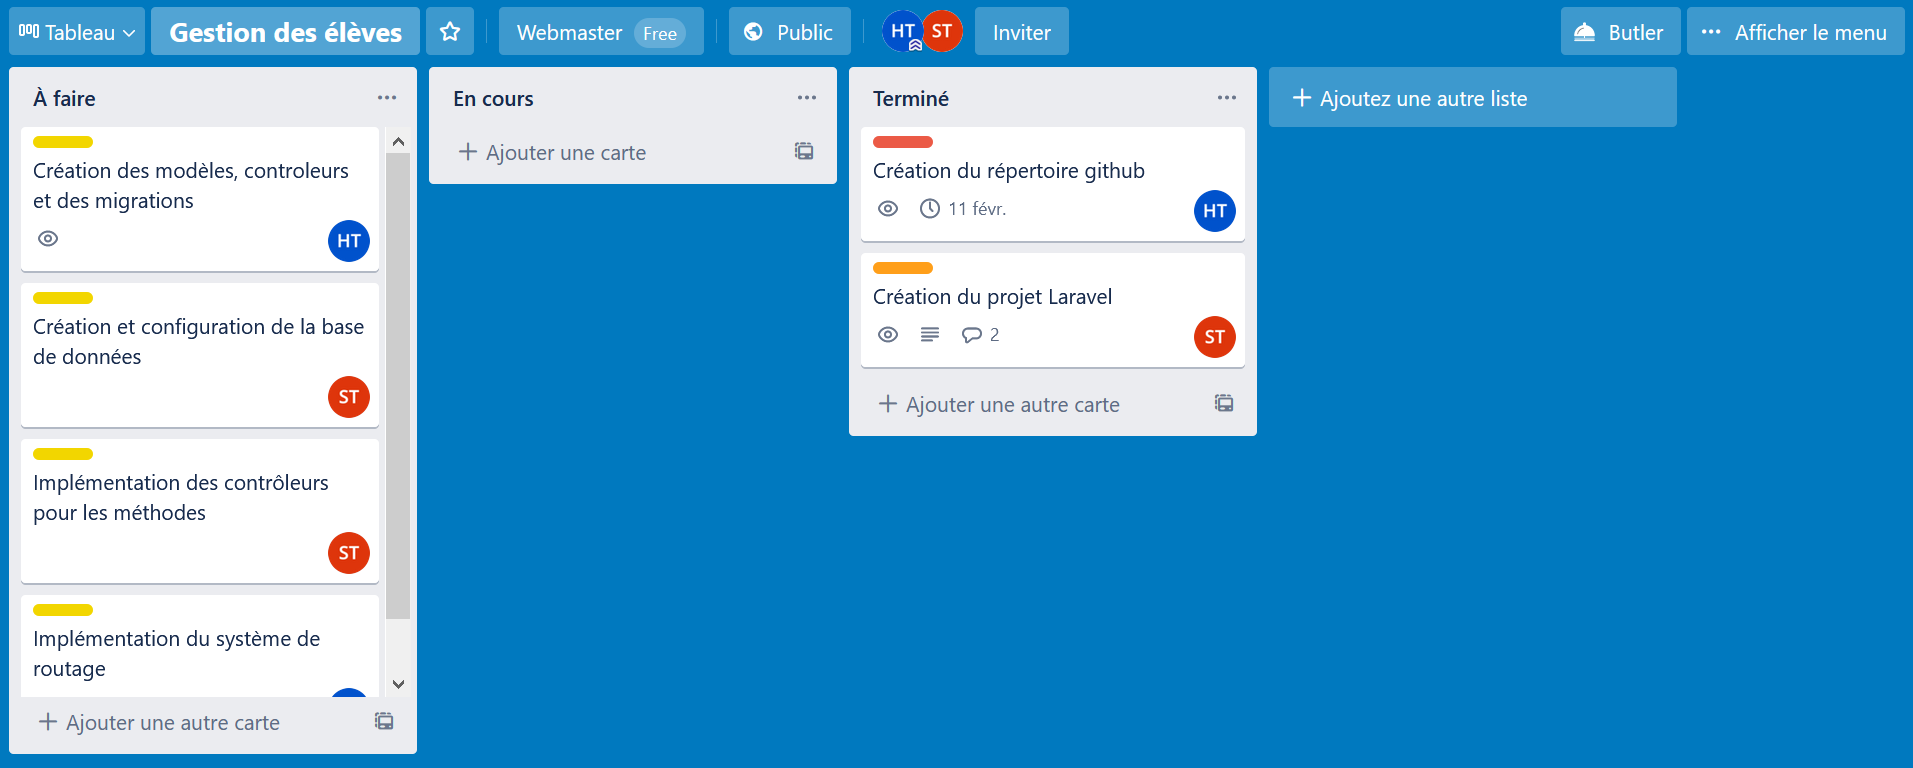 Tableau
Gestion des élèves
Webmaster Free
Public
HT ST
Inviter
Butler
Afficher le menu
À faire
Création des modèles, controleurs
et des migrations
HT
Création et configuration de la base
de données
ST
Implémentation des contrôleurs
pour les méthodes
ST
Implémentation du système de
routage
Ajouter une autre carte
En cours
Ajouter une carte
Terminé
Création du répertoire github
11 févr.
HT
Création du projet Laravel
2
ST
Ajouter une autre carte
Ajoutez une autre liste